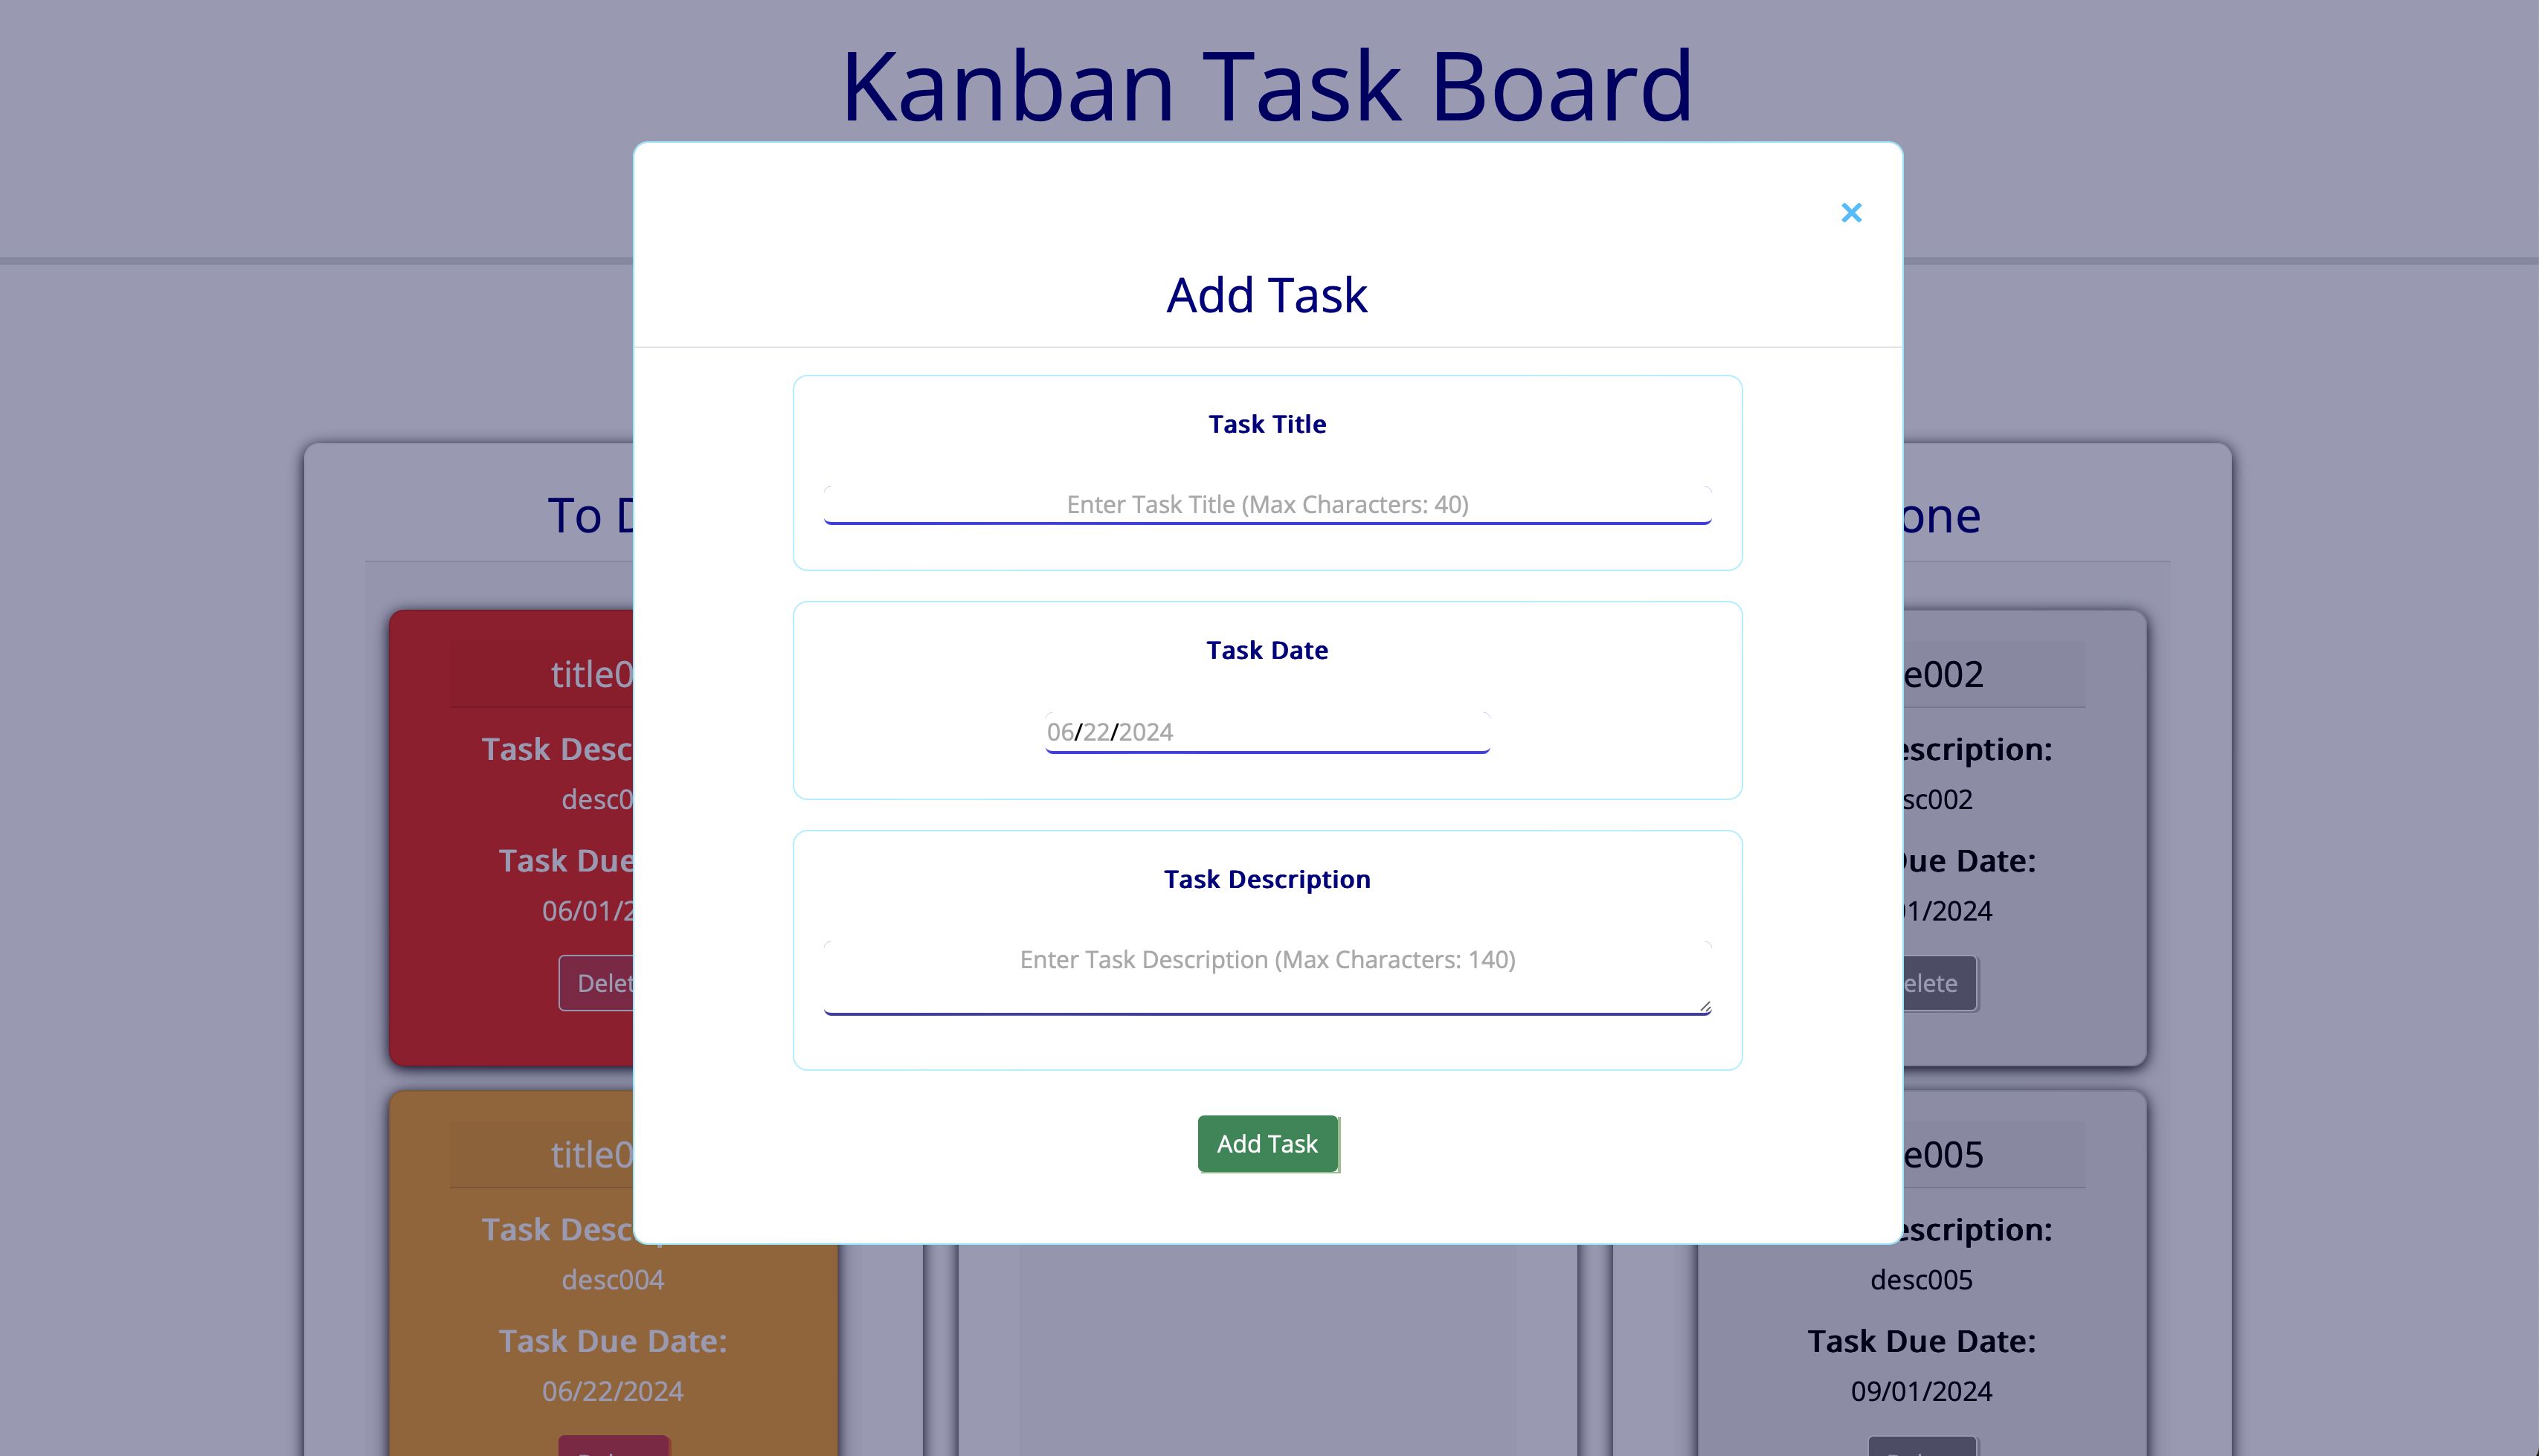 Kanban Task Board
×
Add Task
Task Title
Enter Task Title (Max Characters: 40)
Task Date
06/22/2024
Task Description
Enter Task Description (Max Characters: 140)
Add Task
To D
title0
Task Desc
desc0
Task Due
06/01/2
Delet
title0
Task Descrip
desc004
Task Due Date:
06/22/2024
one
e002
escription:
sc002
Due Date:
01/2024
elete
e005
escription:
desc005
Task Due Date:
09/01/2024